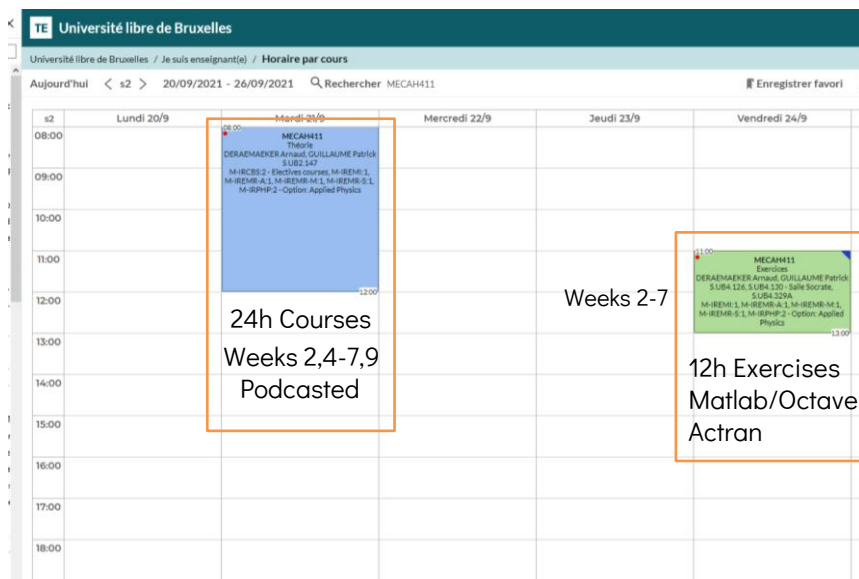 TE Université libre de Bruxelles
Université libre de Bruxelles / Je suis enseignant(e) / Horaire par cours
Aujourd'hui < s2 > 20/09/2021 - 26/09/2021 Rechercher MECAH411 Enregistrer favori
s2 Lundi 20/9 Mardi 21/9 Mercredi 22/9 Jeudi 23/9 Vendredi 24/9
08:00
09:00
10:00
11:00
12:00
13:00
14:00
15:00
16:00
17:00
18:00
08:00
MECAH411
Théorie
DERAEMAEKER Arnaud, GUILLAUME Patrick
S.UB2.147
M-IRCBS:2 - Electives courses, M-IREMI:1,
M-IREMR-A:1, M-IREMR-M:1, M-IREMR-S:1,
M-IRPHP:2 - Option: Applied Physics
12:00
24h Courses
Weeks 2,4-7,9
Podcasted
Weeks 2-7
11:00
MECAH411
Exercices
DERAEMAEKER Arnaud, GUILLAUME Patrick
S.UB4.126, S.UB4.130 - Salle Socrate,
S.UB4.329A
M-IREMI:1, M-IREMR-A:1, M-IREMR-M:1,
M-IREMR-S:1, M-IRPHP:2 - Option: Applied
Physics
13:00
12h Exercises
Matlab/Octave
Actran